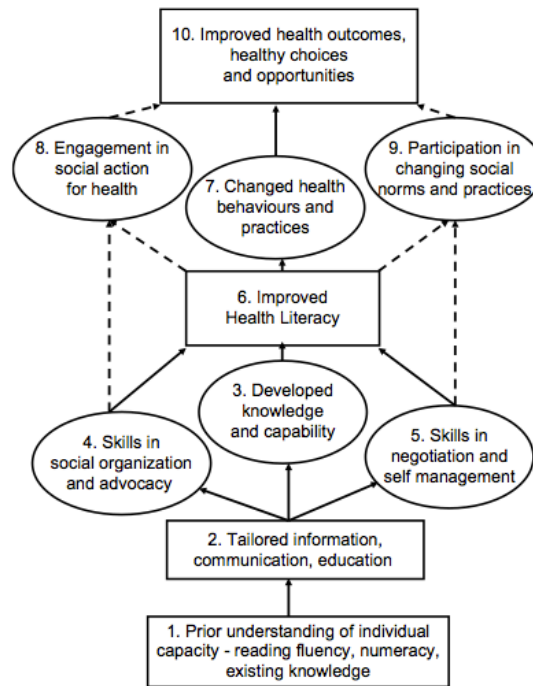 10. Improved health outcomes,
healthy choices
and opportunities
8. Engagement in
social action
for health
9. Participation in
changing social
norms and practices
7. Changed health
behaviours and
practices
6. Improved
Health Literacy
3. Developed
knowledge
and capability
4. Skills in
social organization
and advocacy
5. Skills in
negotiation and
self management
2. Tailored information,
communication, education
1. Prior understanding of individual
capacity - reading fluency, numeracy,
existing knowledge